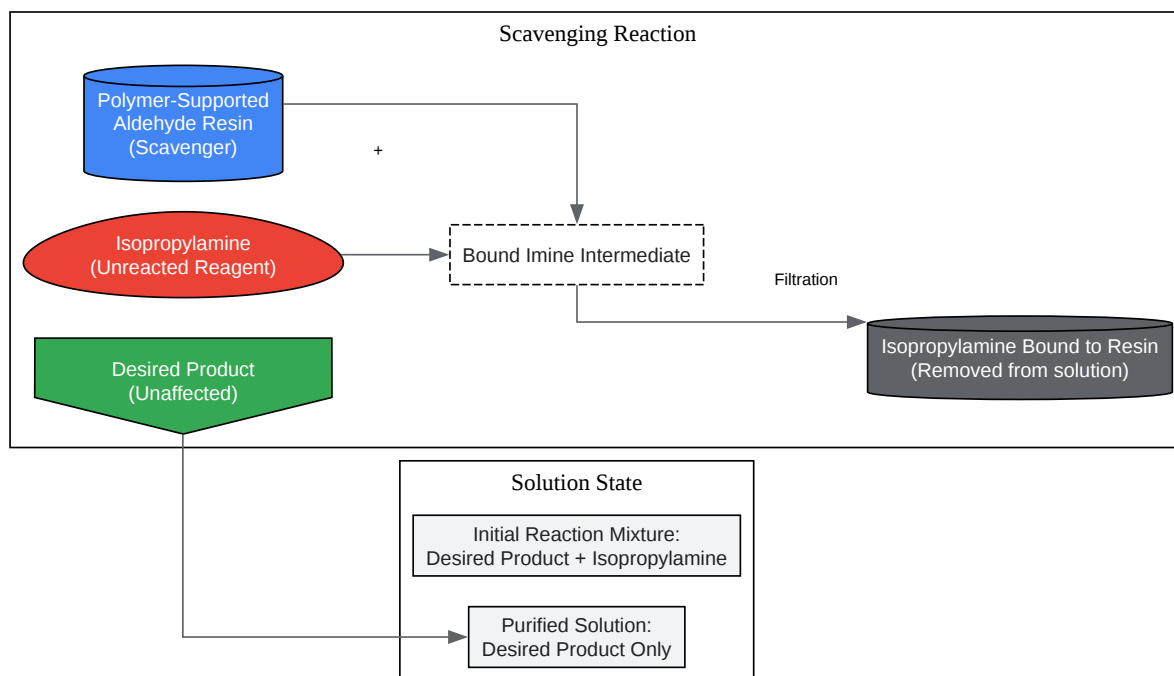 Scavenging Reaction
Polymer-Supported
Aldehyde Resin
(Scavenger)
+
Isopropylamine
(Unreacted Reagent)
Bound Imine Intermediate
Filtration
Isopropylamine Bound to Resin
(Removed from solution)
Desired Product
(Unaffected)
Solution State
Initial Reaction Mixture:
Desired Product + Isopropylamine
Purified Solution:
Desired Product Only